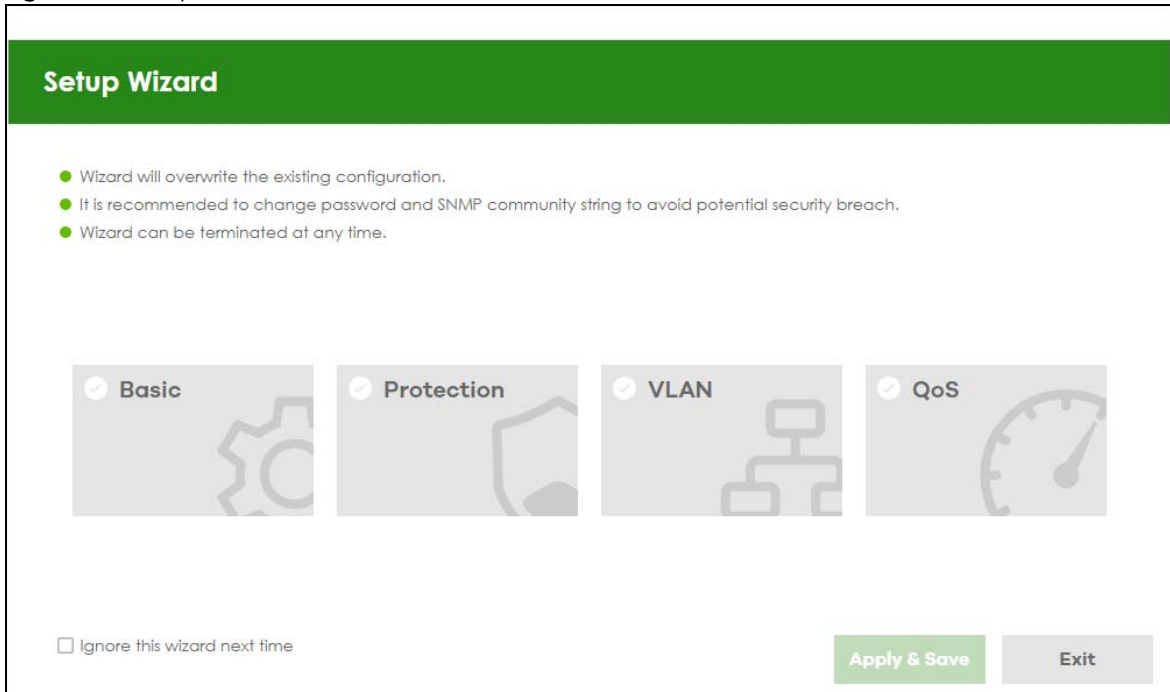 Setup Wizard
Wizard will overwrite the existing configuration.
It is recommended to change password and SNMP community string to avoid potential security breach.
Wizard can be terminated at any time.
Basic
Protection
VLAN
QoS
Ignore this wizard next time
Apply & Save
Exit